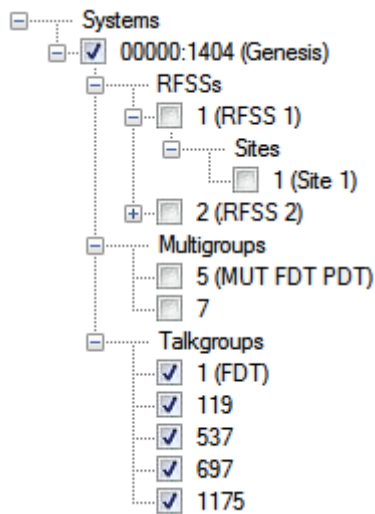 Systems
00000:1404 (Genesis)
RFSSs
1 (RFSS 1)
Sites
1 (Site 1)
2 (RFSS 2)
Multigroups
5 (MUT FDT PDT)
7
Talkgroups
1 (FDT)
119
537
697
1175